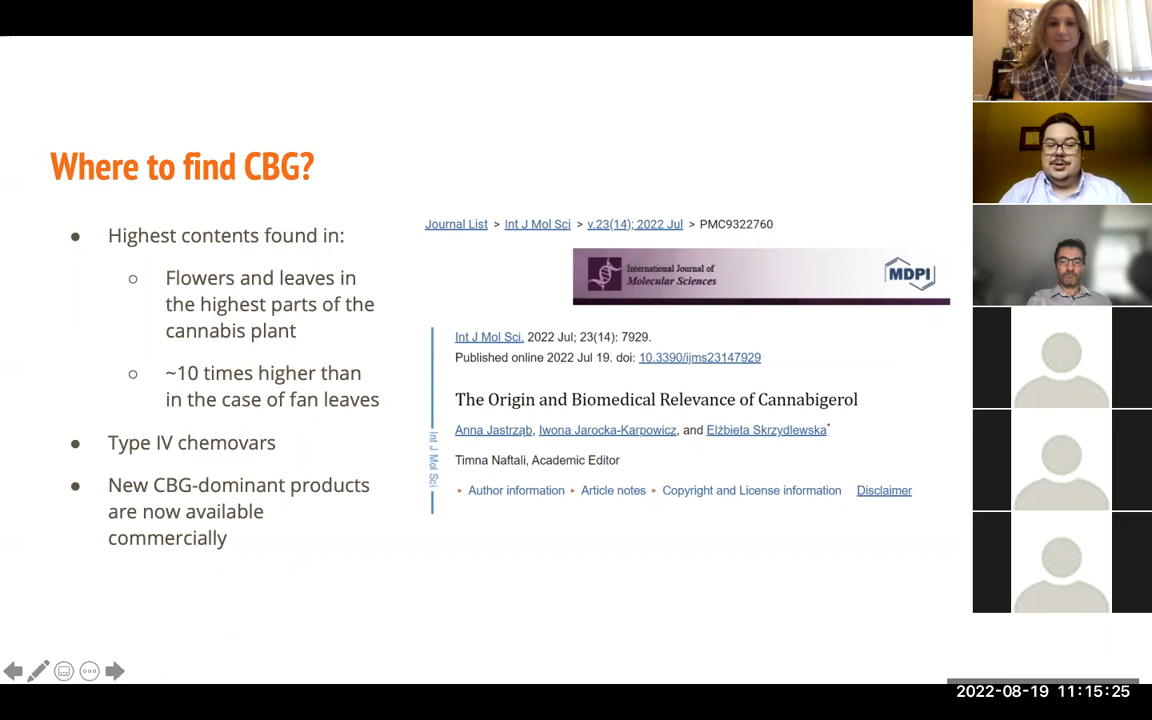 Where to find CBG?
● Highest contents found in:
○ Flowers and leaves in
the highest parts of the
cannabis plant
○ ~10 times higher than
in the case of fan leaves
● Type IV chemovars
● New CBG-dominant products
are now available
commercially
Journal List > Int J Mol Sci > v.23(14); 2022 Jul > PMC9322760
International Journal of
Molecular Sciences
MDPI
Int J Mol Sci. 2022 Jul; 23(14): 7929.
Published online 2022 Jul 19. doi: 10.3390/ijms23147929
The Origin and Biomedical Relevance of Cannabigerol
Anna Jastrząb, Iwona Jarocka-Karpowicz, and Elżbieta Skrzydlewska*
Timna Naftali, Academic Editor
▸ Author information ▸ Article notes ▸ Copyright and License information Disclaimer
Int J Mol Sci
2022-08-19 11:15:25